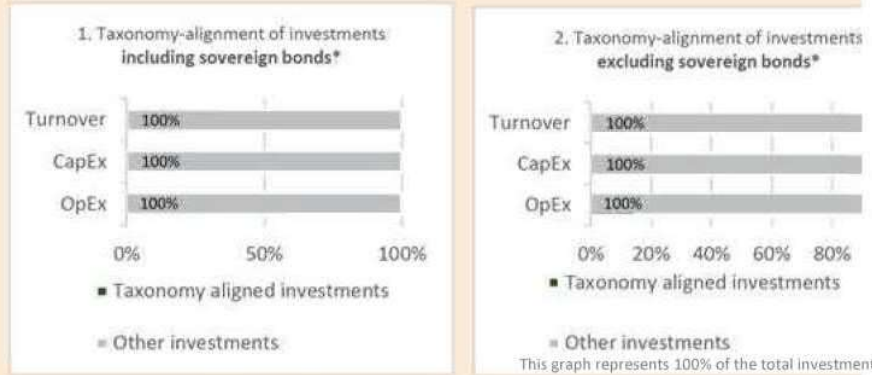 1. Taxonomy-alignment of investments
including sovereign bonds*
Turnover 100%
CapEx 100%
OpEx 100%
0% 50% 100%
■ Taxonomy aligned investments
■ Other investments
2. Taxonomy-alignment of investments
excluding sovereign bonds*
Turnover 100%
CapEx 100%
OpEx 100%
0% 20% 40% 60% 80%
■ Taxonomy aligned investments
■ Other investments
This graph represents 100% of the total investment